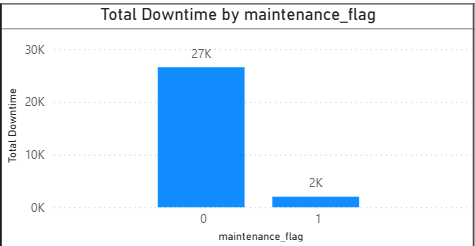 Total Downtime by maintenance_flag
30K
27K
20K
Total Downtime
10K
2K
0K
0
1
maintenance_flag